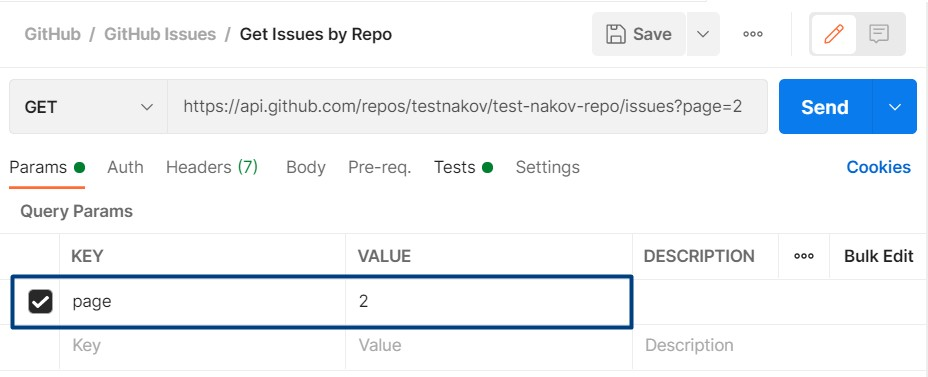 GitHub / GitHub Issues / Get Issues by Repo Save
GET https://api.github.com/repos/testnakov/test-nakov-repo/issues?page=2 Send
Params Auth Headers (7) Body Pre-req. Tests Settings Cookies
Query Params
KEY VALUE DESCRIPTION Bulk Edit
page 2
Key Value Description